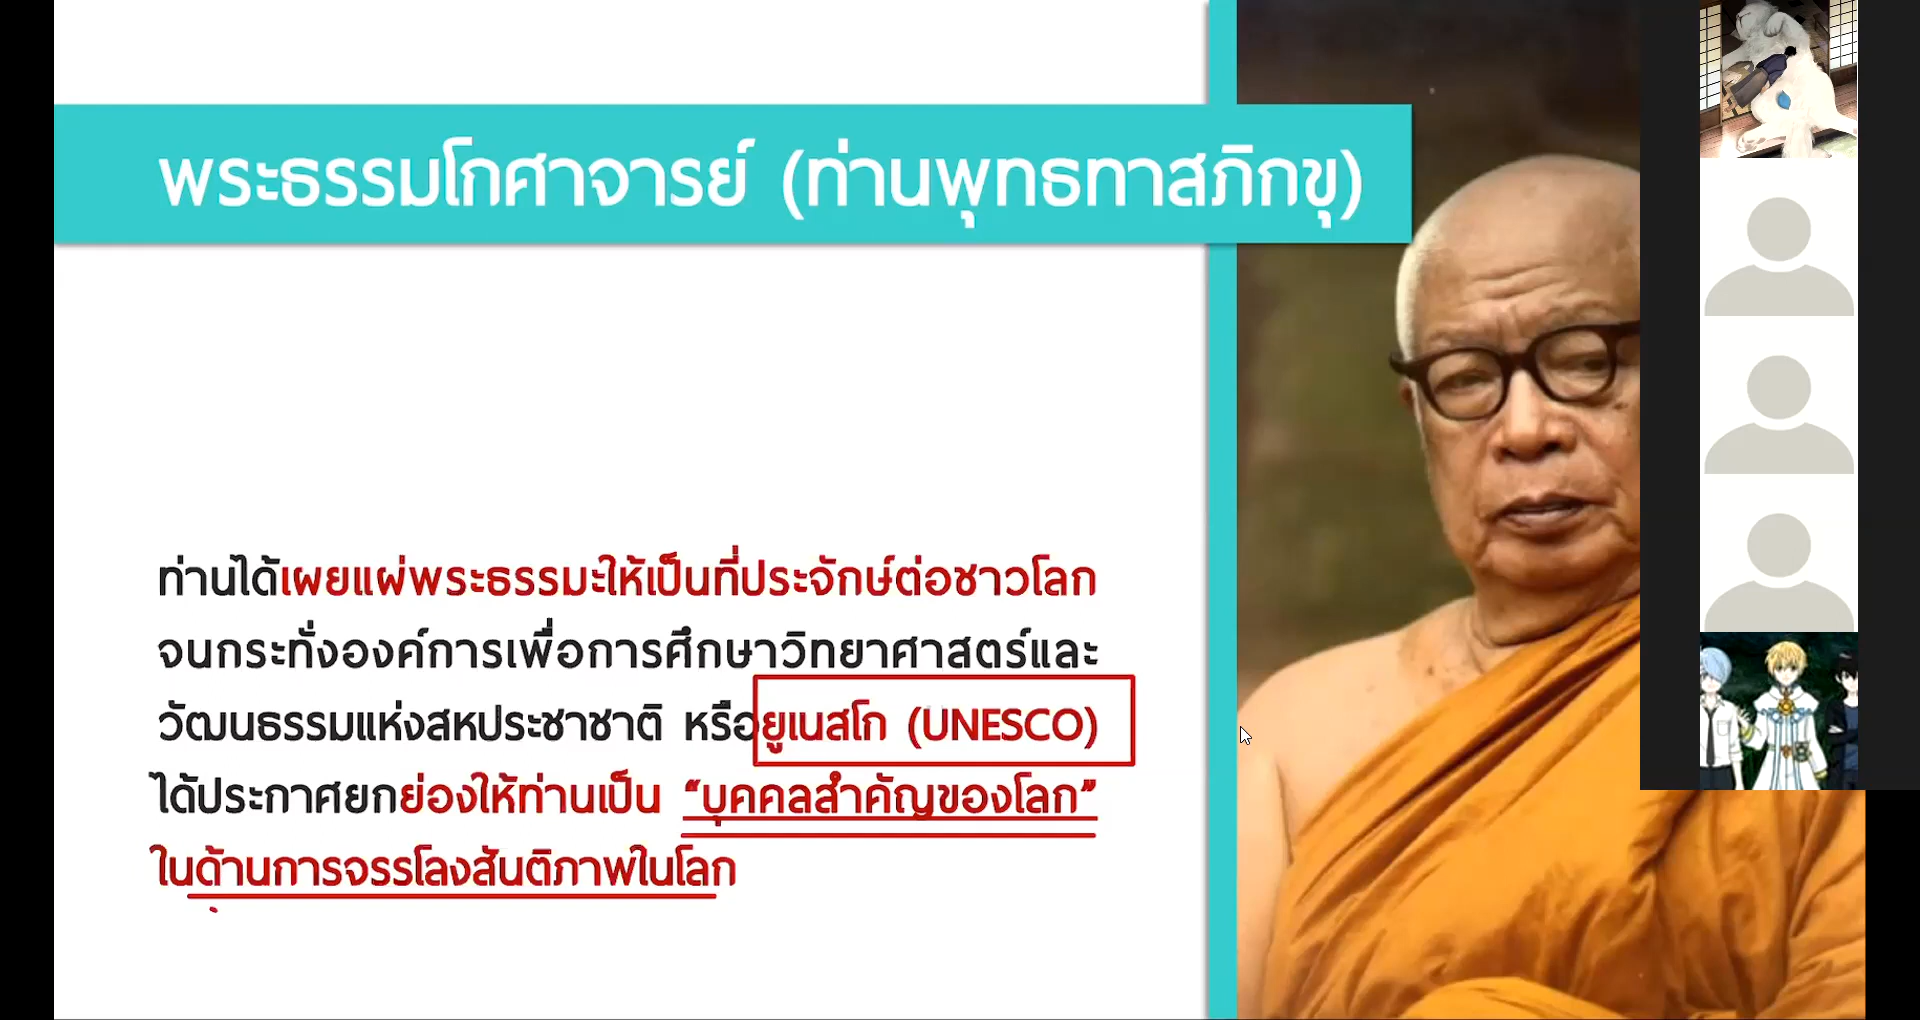 พระธรรมโกศาจารย์ (ท่านพุทธทาสภิกขุ)
ท่านได้เผยแผ่พระธรรมะให้เป็นที่ประจักษ์ต่อชาวโลก
จนกระทั่งองค์การเพื่อการศึกษาวิทยาศาสตร์และ
วัฒนธรรมแห่งสหประชาชาติ หรือยูเนสโก (UNESCO)
ได้ประกาศยกย่องให้ท่านเป็น “บุคคลสำคัญของโลก”
ในด้านการจรรโลงสันติภาพในโลก